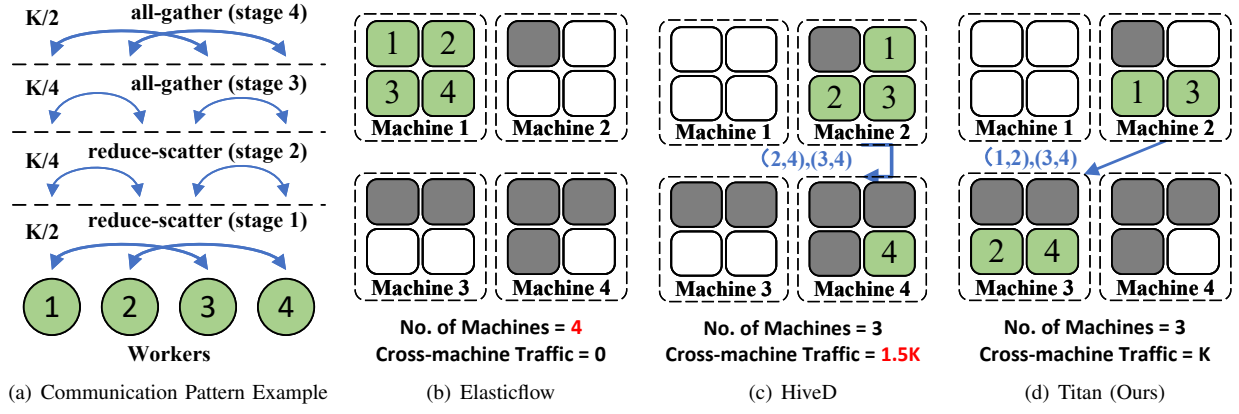 K/2 all-gather (stage 4)
K/4 all-gather (stage 3)
K/4 reduce-scatter (stage 2)
K/2 reduce-scatter (stage 1)
1 2 3 4
Workers
(a) Communication Pattern Example
1 2
3 4
Machine 1 Machine 2
Machine 3 Machine 4
No. of Machines = 4
Cross-machine Traffic = 0
(b) Elasticflow
1
2 3
Machine 1 Machine 2
(2,4),(3,4)
4
Machine 3 Machine 4
No. of Machines = 3
Cross-machine Traffic = 1.5K
(c) HiveD
1 3
Machine 1 Machine 2
(1,2),(3,4)
2 4
Machine 3 Machine 4
No. of Machines = 3
Cross-machine Traffic = K
(d) Titan (Ours)